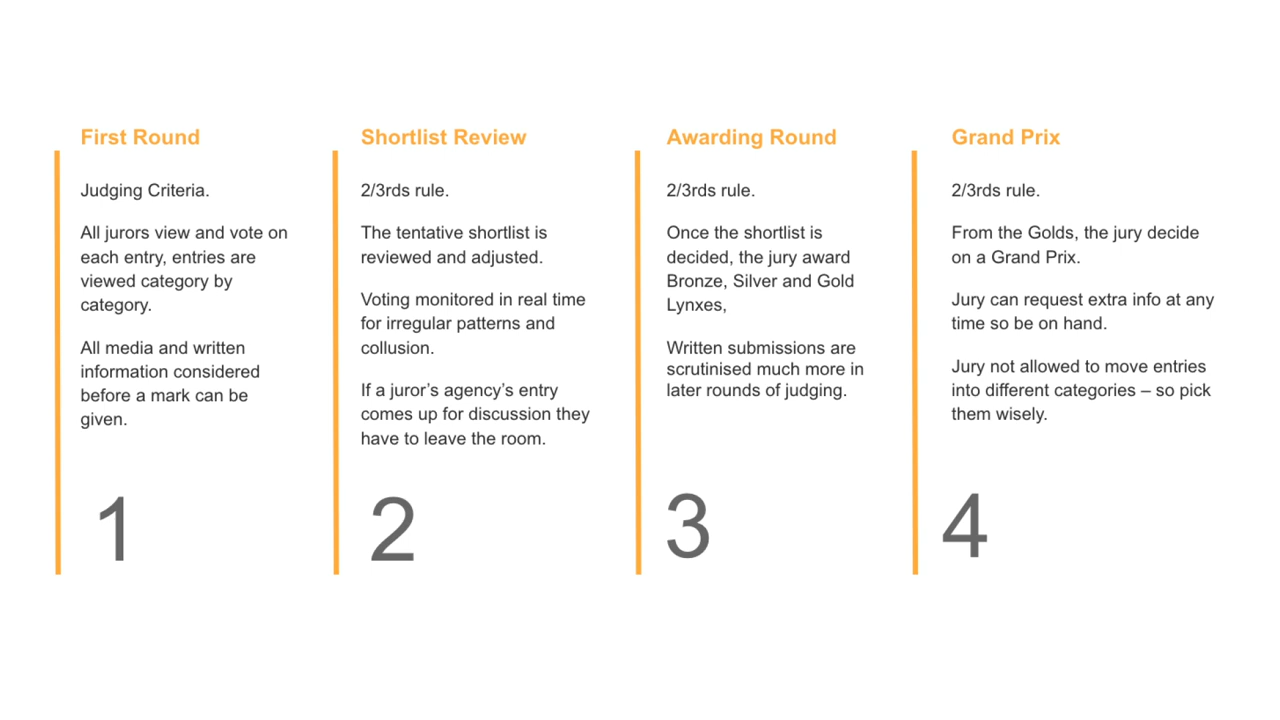 First Round
Judging Criteria.
All jurors view and vote on
each entry, entries are
viewed category by
category.
All media and written
information considered
before a mark can be
given.
1
Shortlist Review
2/3rds rule.
The tentative shortlist is
reviewed and adjusted.
Voting monitored in real time
for irregular patterns and
collusion.
If a juror’s agency’s entry
comes up for discussion they
have to leave the room.
2
Awarding Round
2/3rds rule.
Once the shortlist is
decided, the jury award
Bronze, Silver and Gold
Lynxes,
Written submissions are
scrutinised much more in
later rounds of judging.
3
Grand Prix
2/3rds rule.
From the Golds, the jury decide
on a Grand Prix.
Jury can request extra info at any
time so be on hand.
Jury not allowed to move entries
into different categories – so pick
them wisely.
4